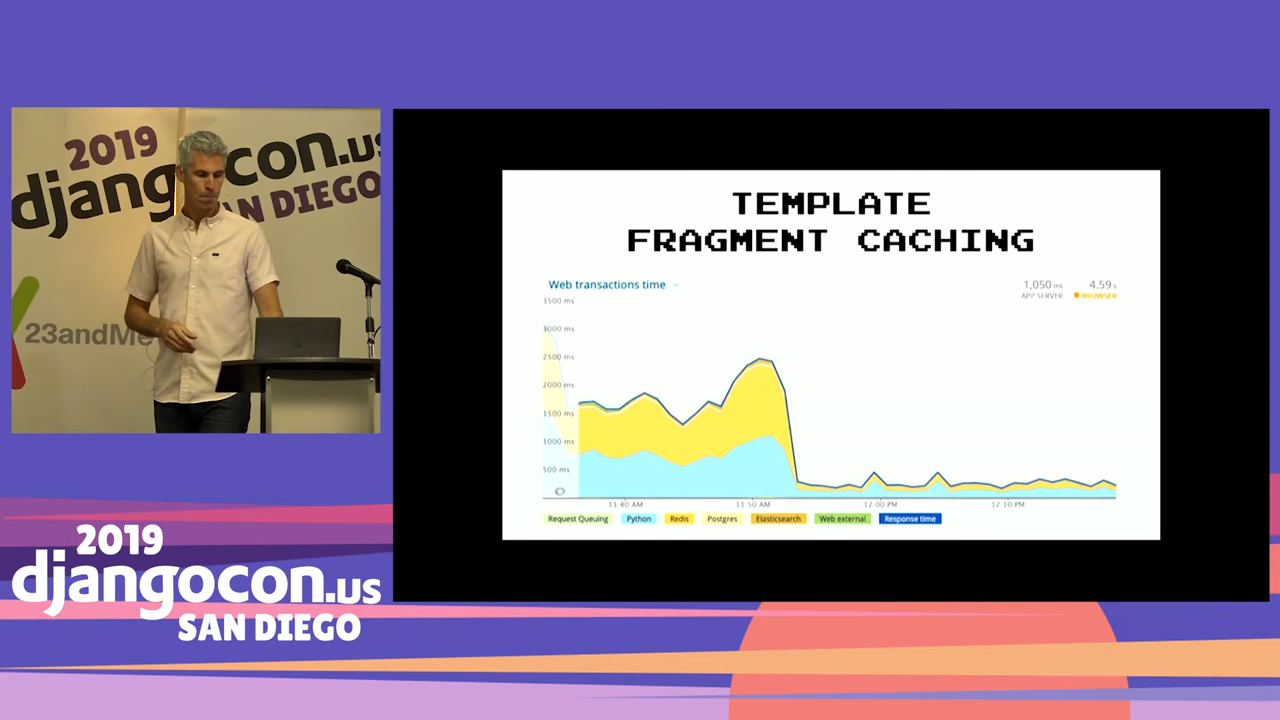 2019
djangocon.us
SAN DIEGO
23andMe
TEMPLATE
FRAGMENT CACHING
Web transactions time
1,050 ms
APP SERVER
4.59 s
BROWSER
3500 ms
3000 ms
2500 ms
2000 ms
1500 ms
1000 ms
500 ms
0
11:40 AM
11:50 AM
12:00 PM
12:10 PM
Request Queuing
Python
Redis
Postgres
Elasticsearch
Web external
Response time
2019
djangocon.us
SAN DIEGO